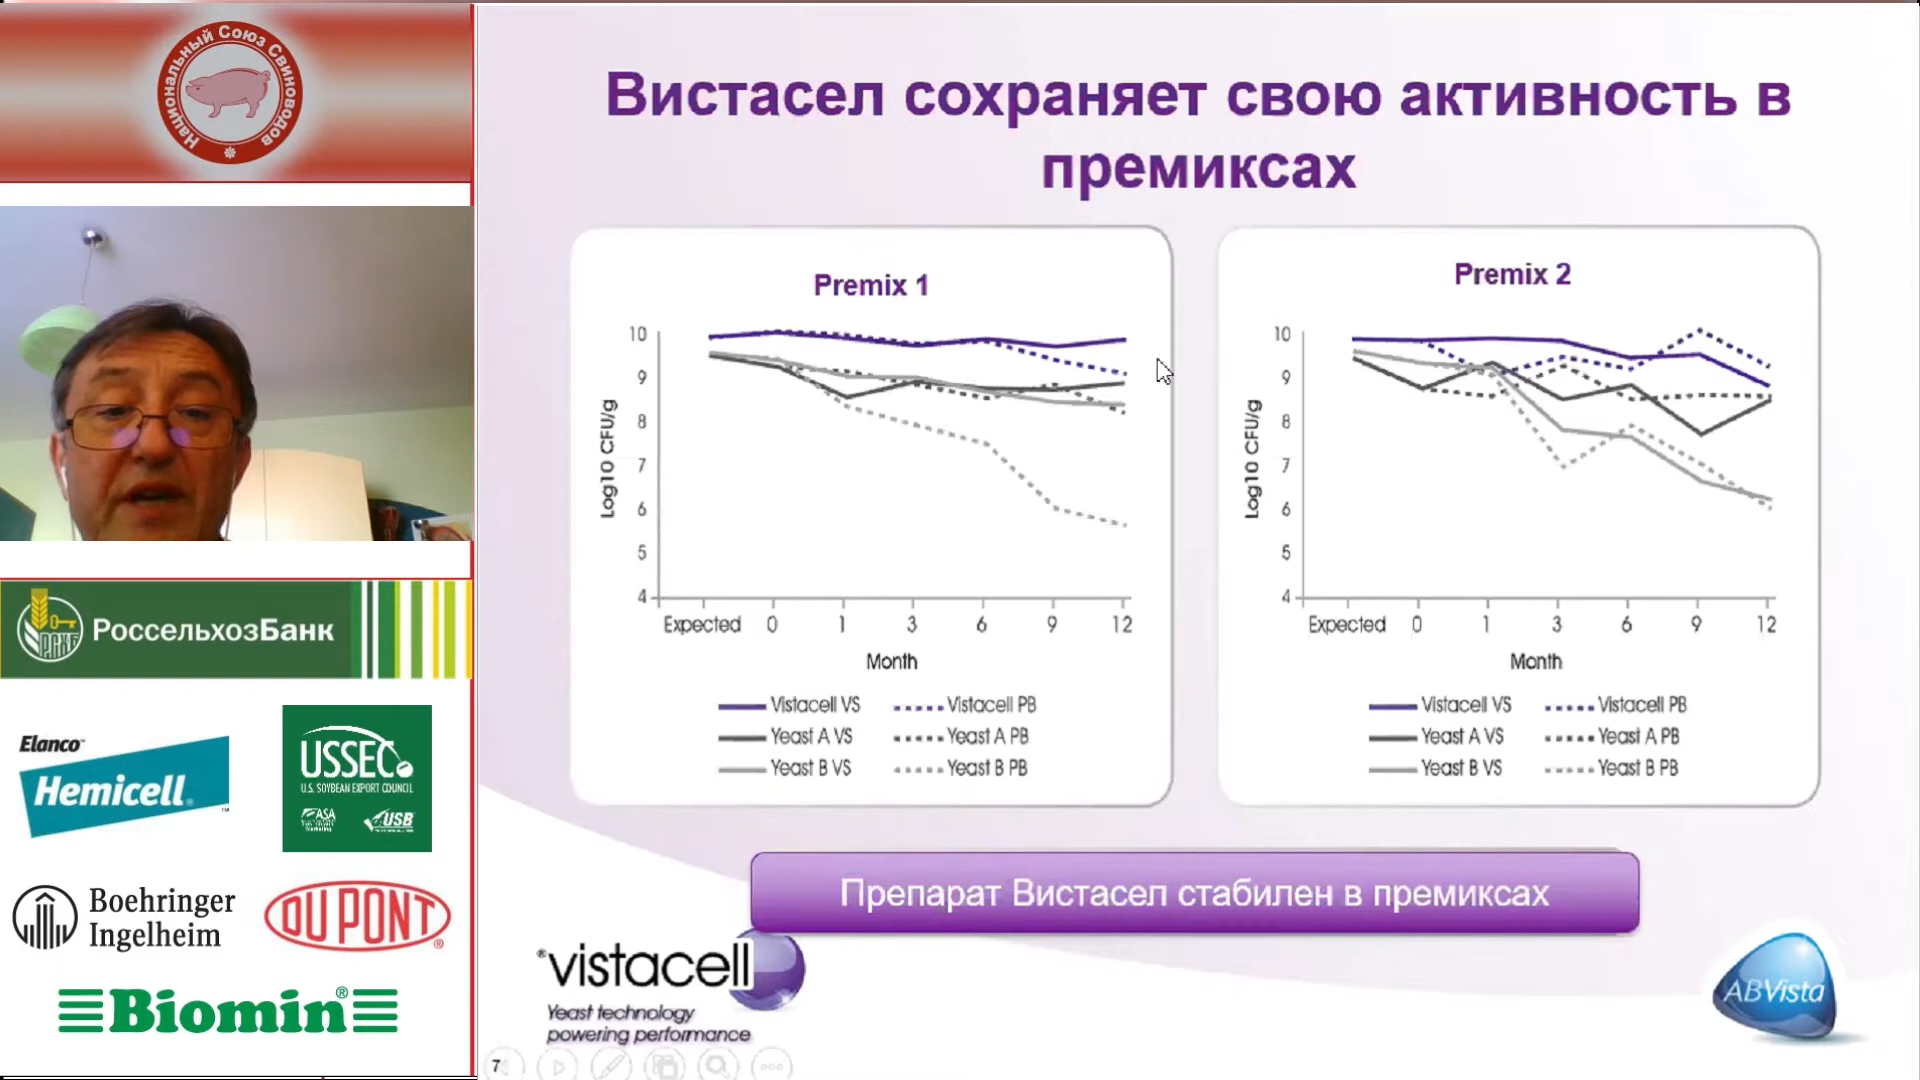 Национальный Союз Свиноводов
РоссельхозБанк
РСХБ
Elanco™
Hemicell®
USSEC
U.S. SOYBEAN EXPORT COUNCIL
ASA
USB
Boehringer
Ingelheim
DU PONT®
Biomin®
Вистасел сохраняет свою активность в
премиксах
Premix 1
10
9
8
7
6
5
4
Log10 CFU/g
Expected 0 1 3 6 9 12
Month
Vistacell VS Vistacell PB
Yeast A VS Yeast A PB
Yeast B VS Yeast B PB
Premix 2
10
9
8
7
6
5
4
Log10 CFU/g
Expected 0 1 3 6 9 12
Month
Vistacell VS Vistacell PB
Yeast A VS Yeast A PB
Yeast B VS Yeast B PB
Препарат Вистасел стабилен в премиксах
®vistacell
Yeast technology
powering performance
ABVista
7